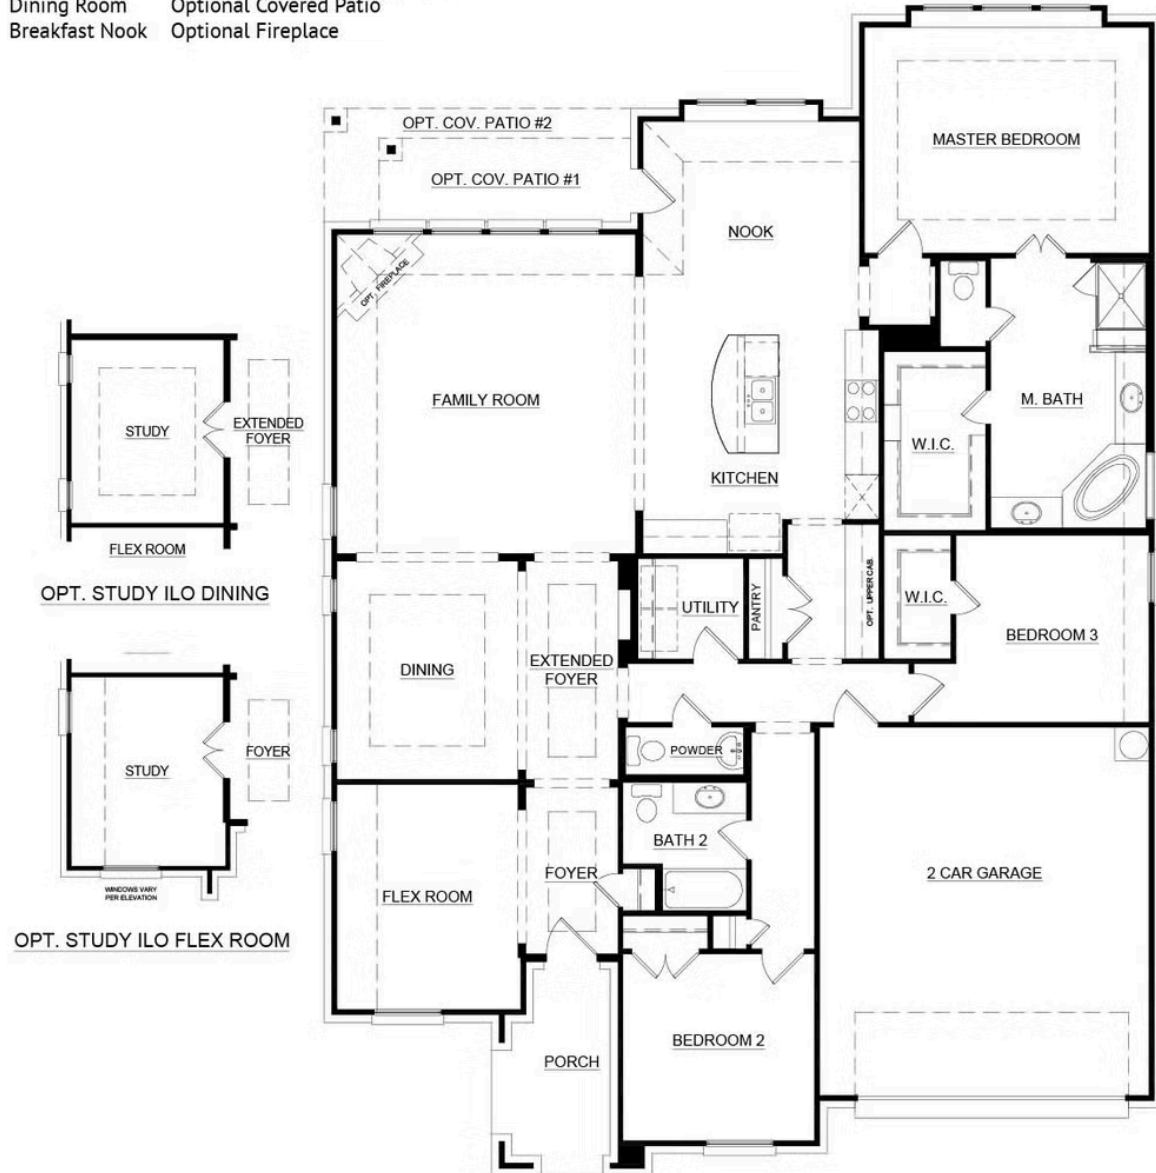 Dining Room Optional Covered Patio
Breakfast Nook Optional Fireplace
OPT. COV. PATIO #2
OPT. COV. PATIO #1
MASTER BEDROOM
NOOK
OPT. FIREPLACE
FAMILY ROOM
M. BATH
W.I.C.
KITCHEN
STUDY
EXTENDED
FOYER
FLEX ROOM
OPT. STUDY ILO DINING
UTILITY
PANTRY
OPT. UPPER CAB.
W.I.C.
BEDROOM 3
DINING
EXTENDED
FOYER
POWDER
STUDY
FOYER
WINDOWS VARY
PER ELEVATION
OPT. STUDY ILO FLEX ROOM
BATH 2
FOYER
FLEX ROOM
2 CAR GARAGE
BEDROOM 2
PORCH